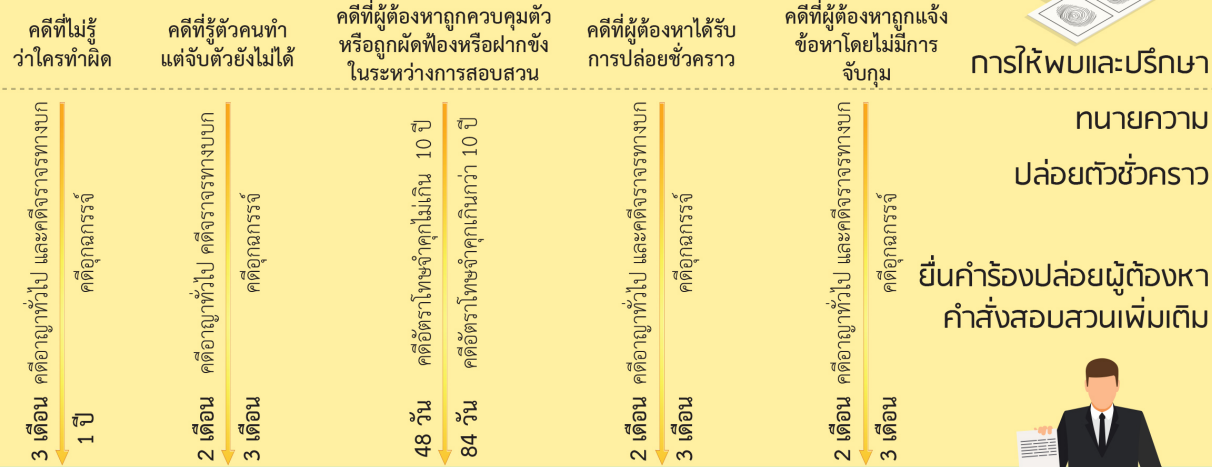 คดีที่ไม่รู้
ว่าใครทำผิด
3 เดือน คดีอาญาทั่วไป และคดีจราจรทางบก
1 ปี คดีอุกฉกรรจ์
คดีที่รู้ตัวคนทำ
แต่จับตัวยังไม่ได้
2 เดือน คดีอาญาทั่วไป คดีจราจรทางบก
3 เดือน คดีอุกฉกรรจ์
คดีที่ผู้ต้องหาถูกควบคุมตัว
หรือถูกผัดฟ้องหรือฝากขัง
ในระหว่างการสอบสวน
48 วัน คดีอัตราโทษจำคุกไม่เกิน 10 ปี
84 วัน คดีอัตราโทษจำคุกเกินกว่า 10 ปี
คดีที่ผู้ต้องหาได้รับ
การปล่อยชั่วคราว
2 เดือน คดีอาญาทั่วไป และคดีจราจรทางบก
3 เดือน คดีอุกฉกรรจ์
คดีที่ผู้ต้องหาถูกแจ้ง
ข้อหาโดยไม่มีการ
จับกุม
2 เดือน คดีอาญาทั่วไป และคดีจราจรทางบก
3 เดือน คดีอุกฉกรรจ์
การให้พบและปรึกษา
ทนายความ
ปล่อยตัวชั่วคราว
ยื่นคำร้องปล่อยผู้ต้องหา
คำสั่งสอบสวนเพิ่มเติม